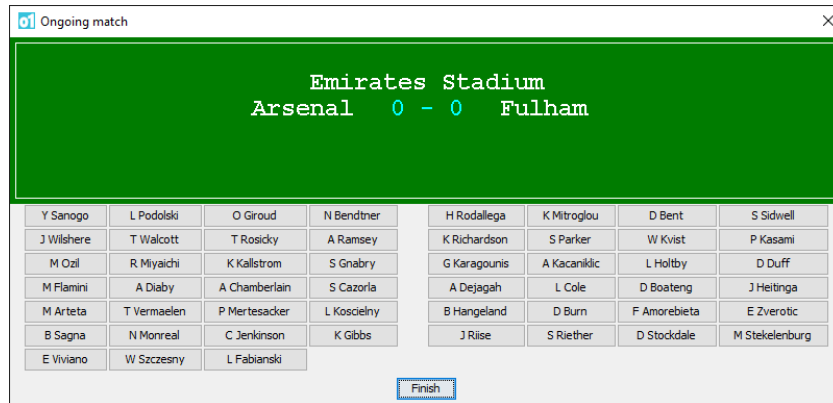 Ongoing match
Emirates Stadium
Arsenal 0 - 0 Fulham
Y Sanogo L Podolski O Giroud N Bendtner H Rodallega K Mitroglou D Bent S Sidwell
J Wilshere T Walcott T Rosicky A Ramsey K Richardson S Parker W Kvist P Kasami
M Ozil R Miyaichi K Kallstrom S Gnabry G Karagounis A Kacaniklic L Holtby D Duff
M Flamini A Diaby A Chamberlain S Cazorla A Dejagah L Cole D Boateng J Heitinga
M Arteta T Vermaelen P Mertesacker L Koscielny B Hangeland D Burn F Amorebieta E Zverotic
B Sagna N Monreal C Jenkinson K Gibbs J Riise S Riether D Stockdale M Stekelenburg
E Viviano W Szczesny L Fabianski
Finish